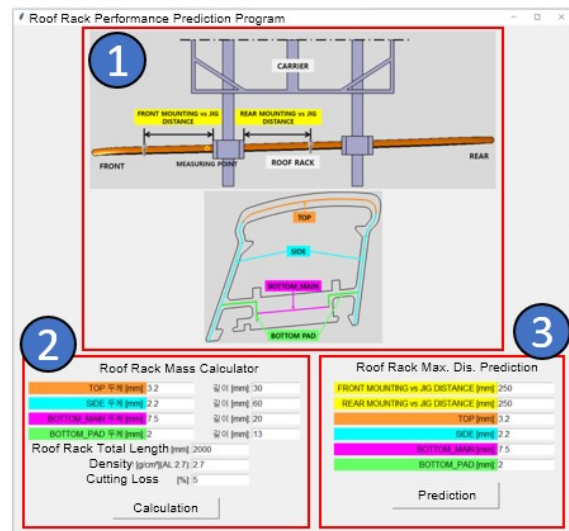 Roof Rack Performance Prediction Program
1
CARRIER
FRONT MOUNTING vs JIG
DISTANCE
REAR MOUNTING vs JIG
DISTANCE
FRONT
MEASURING POINT
ROOF RACK
REAR
TOP
SIDE
BOTTOM_MAIN
BOTTOM PAD
2
Roof Rack Mass Calculator
TOP 두께 [mm] 3.2 길이 [mm] 30
SIDE 두께 [mm] 2.2 길이 [mm] 60
BOTTOM_MAIN 두께 [mm] 7.5 길이 [mm] 20
BOTTOM_PAD 두께 [mm] 2 길이 [mm] 13
Roof Rack Total Length [mm] 2000
Density [g/cm³](AL 2.7) 2.7
Cutting Loss [%] 5
Calculation
3
Roof Rack Max. Dis. Prediction
FRONT MOUNTING vs JIG DISTANCE [mm] 250
REAR MOUNTING vs JIG DISTANCE [mm] 250
TOP [mm] 3.2
SIDE [mm] 2.2
BOTTOM_MAIN [mm] 7.5
BOTTOM_PAD [mm] 2
Prediction